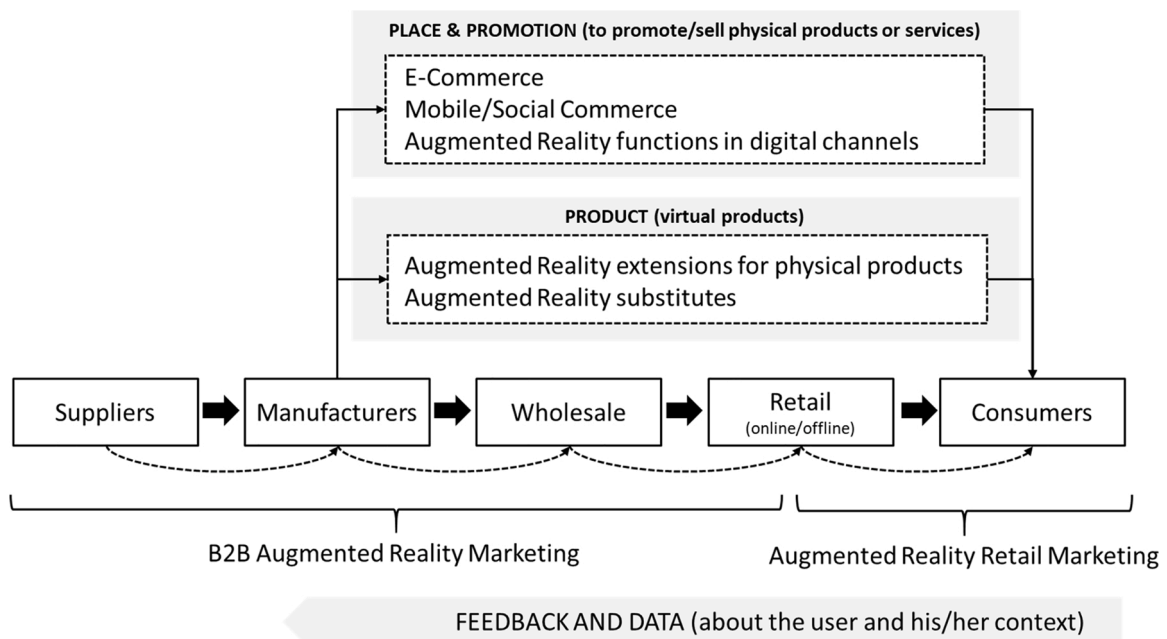 PLACE & PROMOTION (to promote/sell physical products or services)
E-Commerce
Mobile/Social Commerce
Augmented Reality functions in digital channels
PRODUCT (virtual products)
Augmented Reality extensions for physical products
Augmented Reality substitutes
Suppliers
Manufacturers
Wholesale
Retail
(online/offline)
Consumers
B2B Augmented Reality Marketing
Augmented Reality Retail Marketing
FEEDBACK AND DATA (about the user and his/her context)